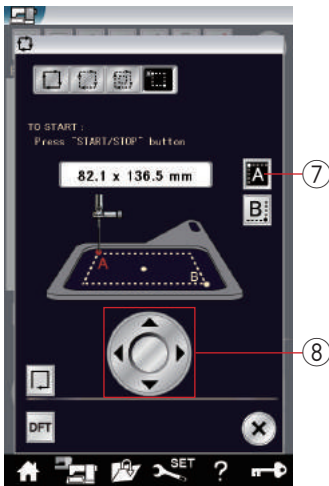 TO START :
Press "START/STOP" button
82.1 x 136.5 mm
A
⑦
B
A
B
⑧
DFT
SET
?